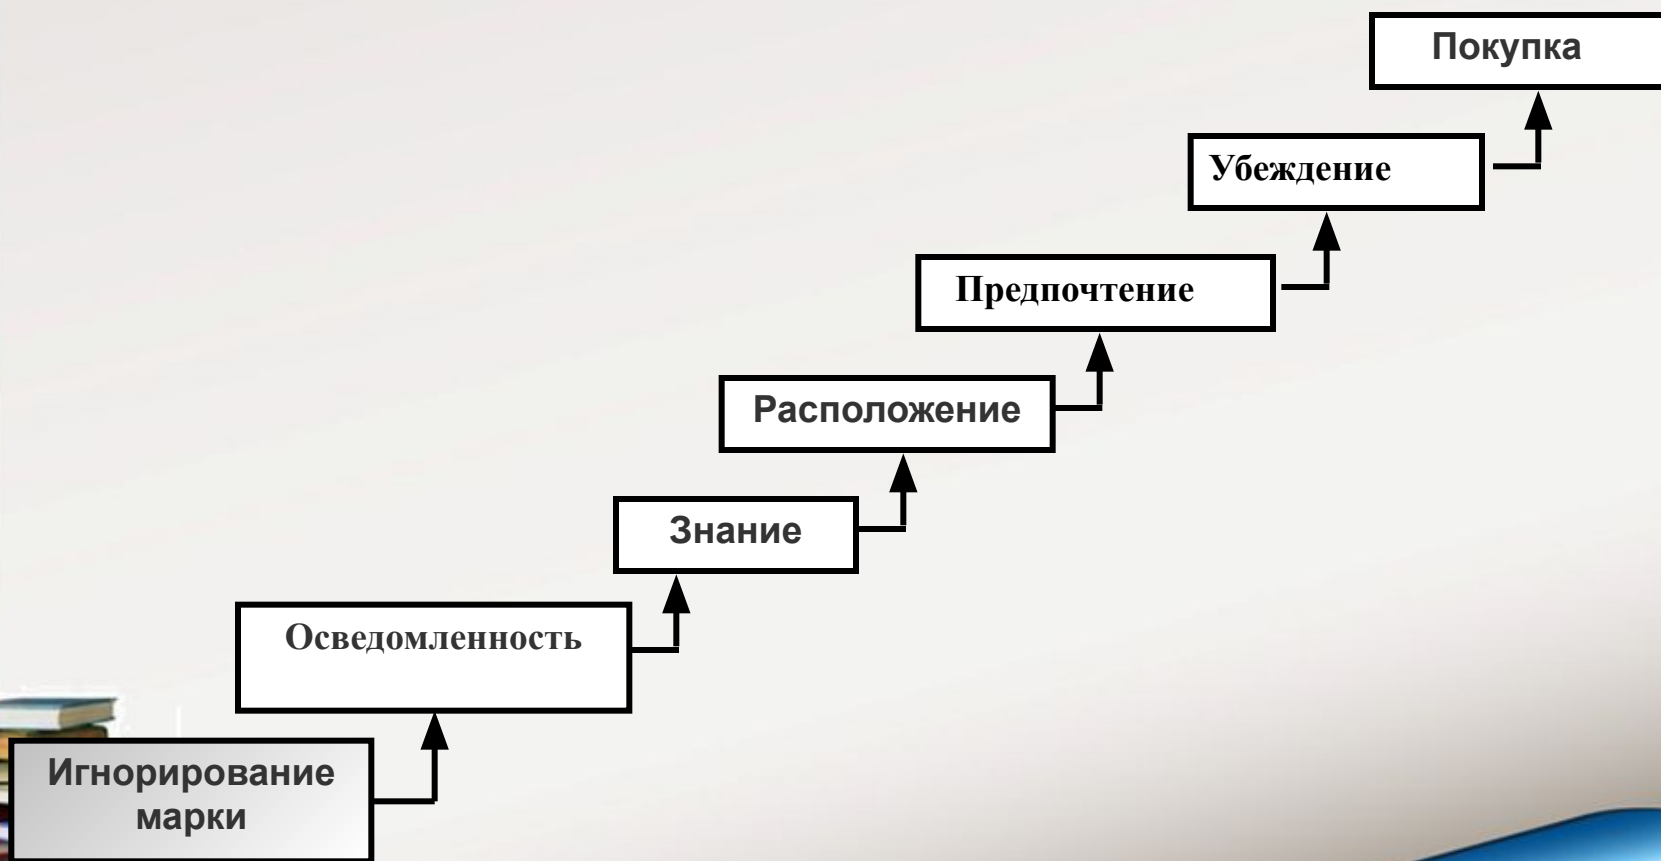 Покупка
Убеждение
Предпочтение
Расположение
Знание
Осведомленность
Игнорирование
марки